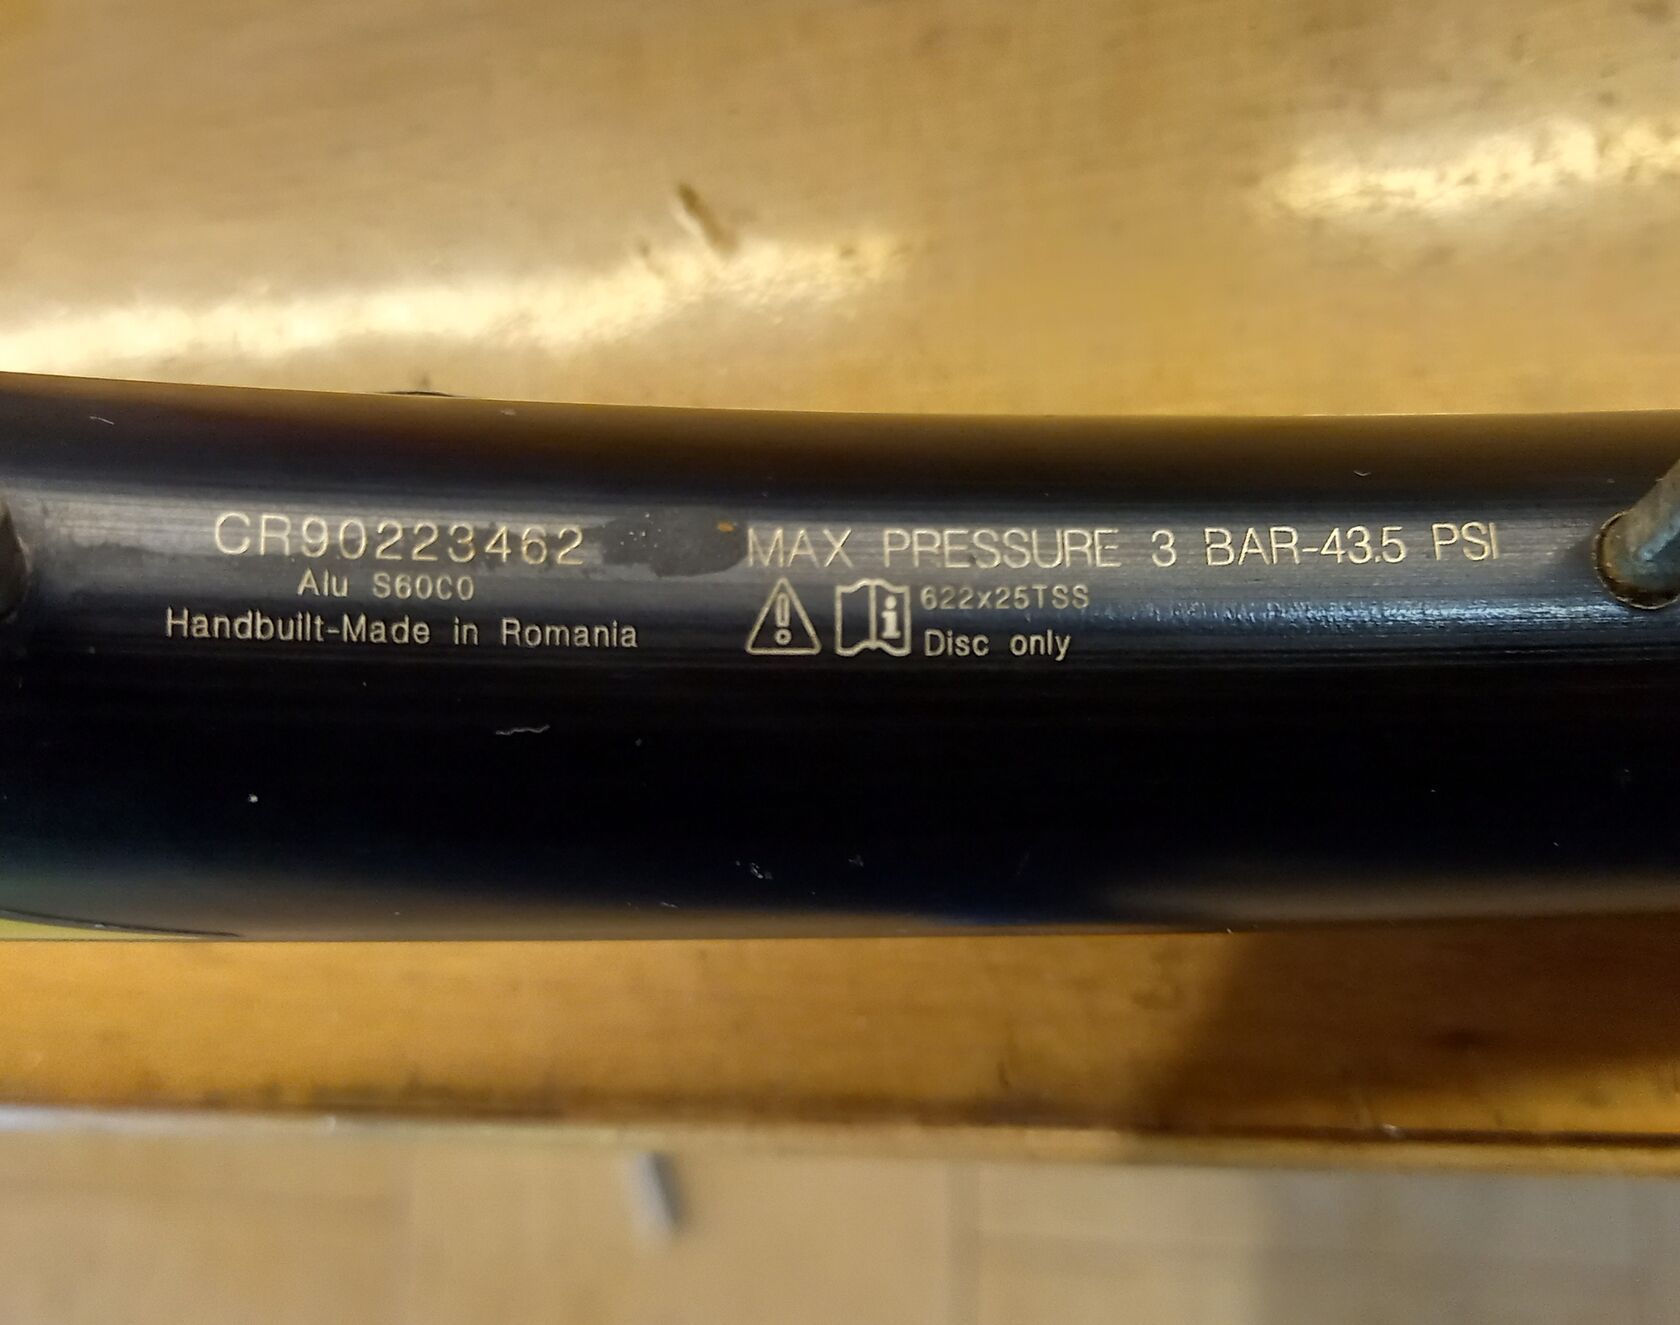 CR90223462
Alu S60C0
Handbuilt-Made in Romania
MAX PRESSURE 3 BAR-43.5 PSI
622x25TSS
Disc only